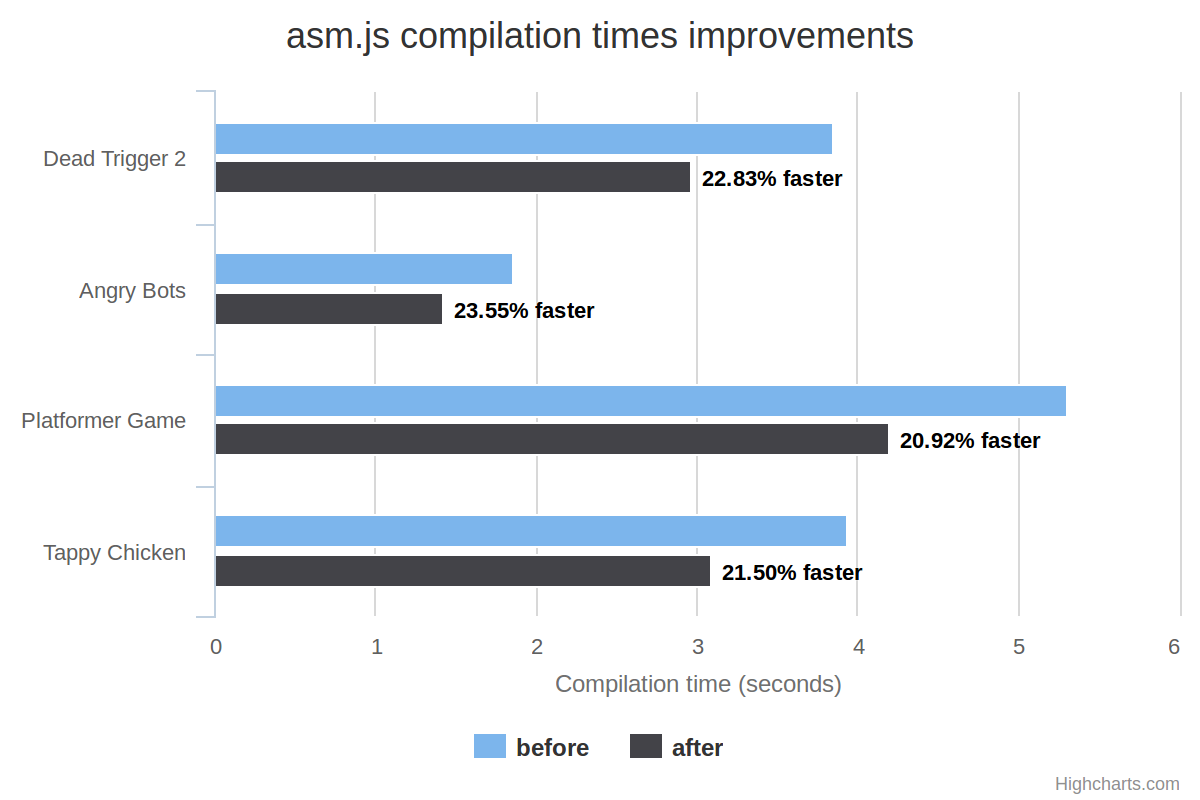 asm.js compilation times improvements
Dead Trigger 2
22.83% faster
Angry Bots
23.55% faster
Platformer Game
20.92% faster
Tappy Chicken
21.50% faster
0 1 2 3 4 5 6
Compilation time (seconds)
before after
Highcharts.com